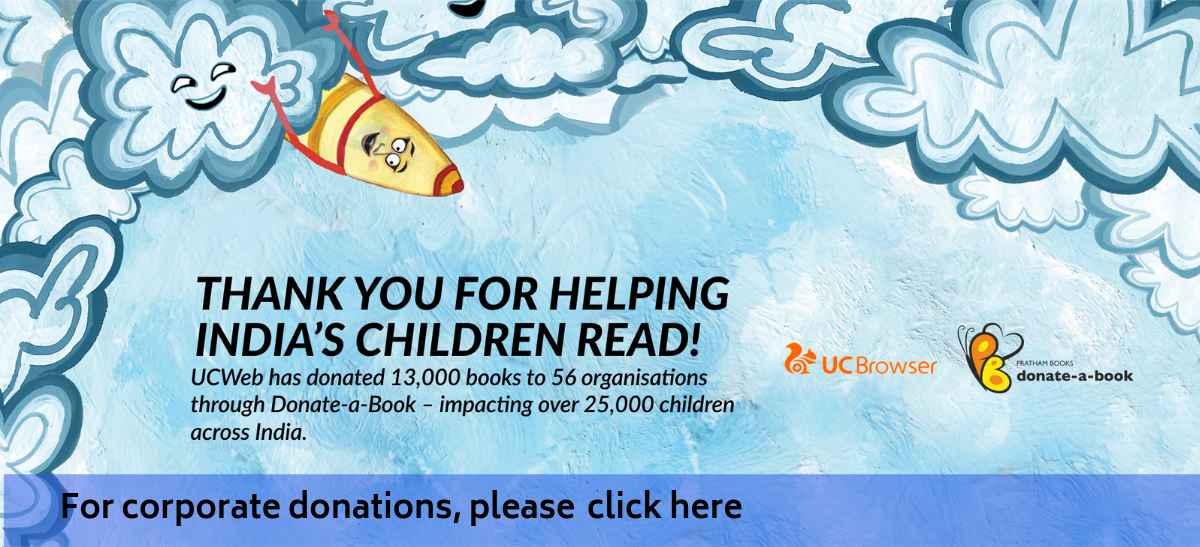 THANK YOU FOR HELPING
INDIA'S CHILDREN READ!
UCWeb has donated 13,000 books to 56 organisations
through Donate-a-Book – impacting over 25,000 children
across India.
UC Browser
PRATHAM BOOKS
donate-a-book
For corporate donations, please click here